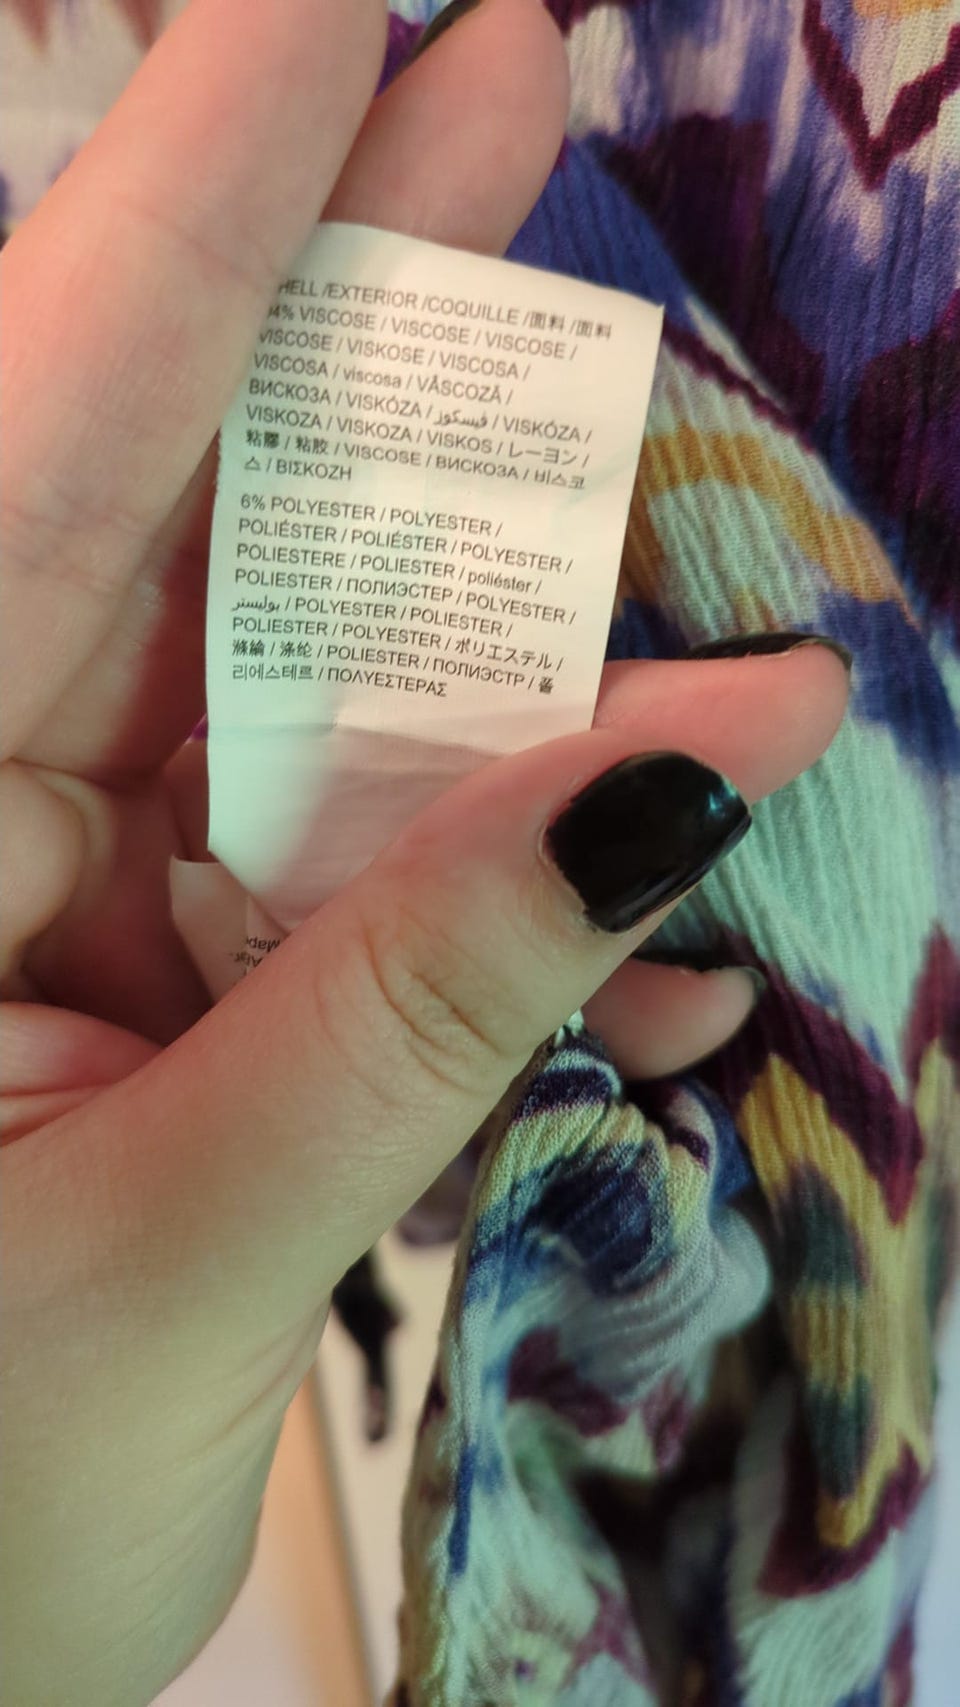 HELL /EXTERIOR /COQUILLE /面料 /面料
4% VISCOSE / VISCOSE / VISCOSE /
VISCOSE / VISKOSE / VISCOSA /
VISCOSA / viscosa / VÂSCOZĂ /
ВИСКОЗА / VISKÓZA / فيسكوز / VISKÓZA /
VISKOZA / VISKOZA / VISKOS / レーヨン /
粘膠 / 粘胶 / VISCOSE / ВИСКОЗА / 비스코
스 / ΒΙΣΚΟΖΗ
6% POLYESTER / POLYESTER /
POLIÉSTER / POLIÉSTER / POLYESTER /
POLIESTERE / POLIESTER / poliéster /
POLIESTER / ПОЛИЭСТЕР / POLYESTER /
بوليستر / POLYESTER / POLIESTER /
POLIESTER / POLYESTER / ポリエステル /
滌綸 / 涤纶 / POLIESTER / ПОЛИЭСТР / 폴
리에스테르 / ΠΟΛΥΕΣΤΕΡΑΣ